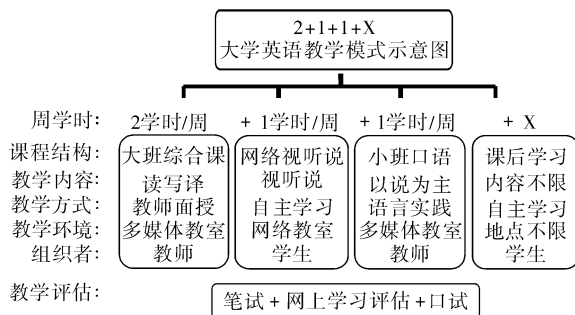 2+1+1+X
大学英语教学模式示意图
周学时: 2学时/周 + 1学时/周 + 1学时/周 + X
课程结构: 大班综合课 网络视听说 小班口语 课后学习
教学内容: 读写译 视听说 以说为主 内容不限
教学方式: 教师面授 自主学习 语言实践 自主学习
教学环境: 多媒体教室 网络教室 多媒体教室 地点不限
组织者: 教师 学生 教师 学生
教学评估: 笔试+网上学习评估+口试